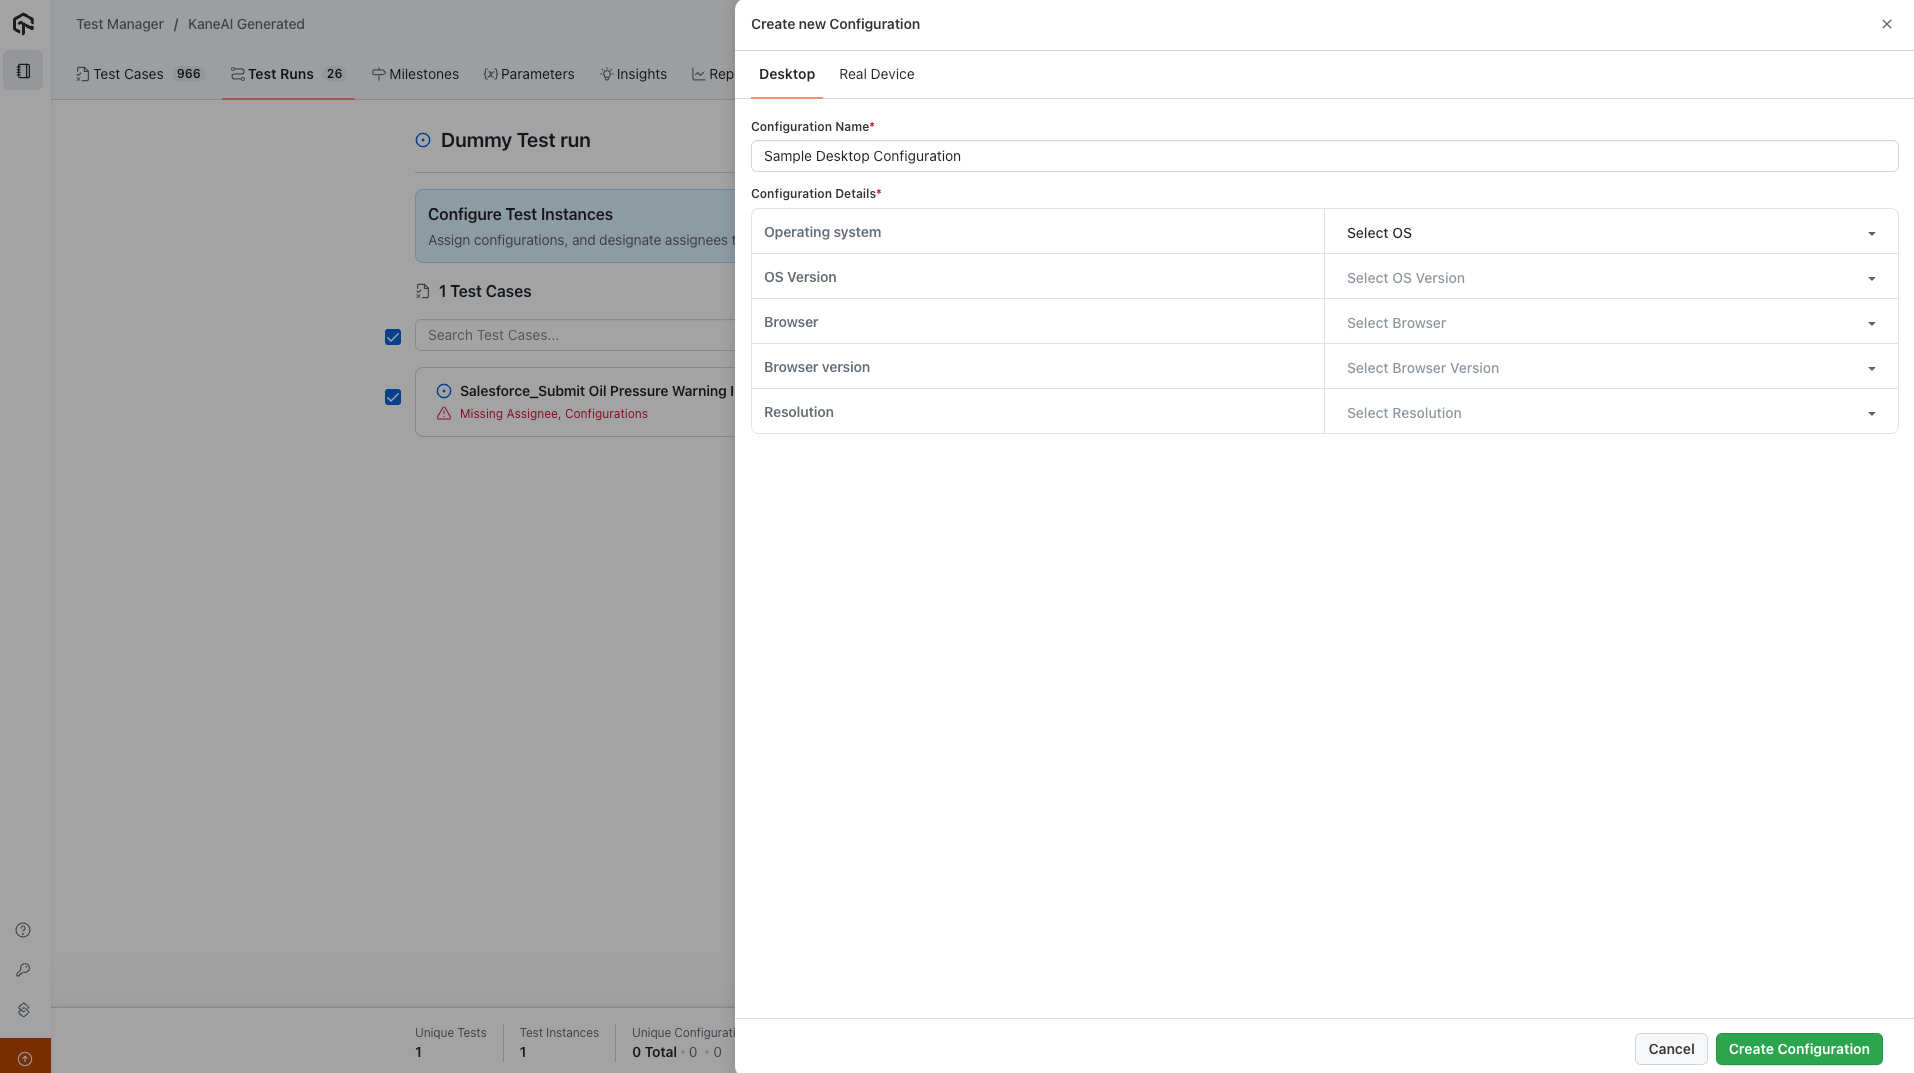 Test Manager / KaneAI Generated
Test Cases 966 Test Runs 26 Milestones Parameters Insights
Dummy Test run
Configure Test Instances
Assign configurations, and designate assignees
1 Test Cases
Search Test Cases...
Salesforce_Submit Oil Pressure Warning
Missing Assignee, Configurations
Unique Tests
1
Test Instances
1
Unique
0 Total • 0 • 0
Create new Configuration
Desktop Real Device
Configuration Name*
Sample Desktop Configuration
Configuration Details*
Operating system Select OS
OS Version Select OS Version
Browser Select Browser
Browser version Select Browser Version
Resolution Select Resolution
Cancel Create Configuration